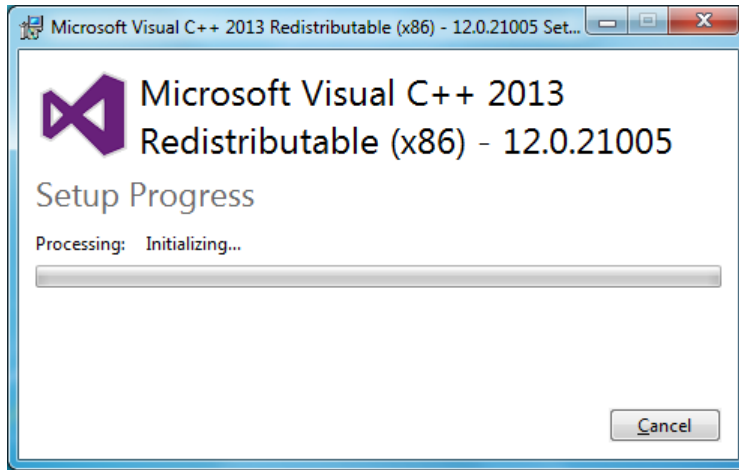 Microsoft Visual C++ 2013 Redistributable (x86) - 12.0.21005 Set...
Microsoft Visual C++ 2013
Redistributable (x86) - 12.0.21005
Setup Progress
Processing: Initializing...
Cancel